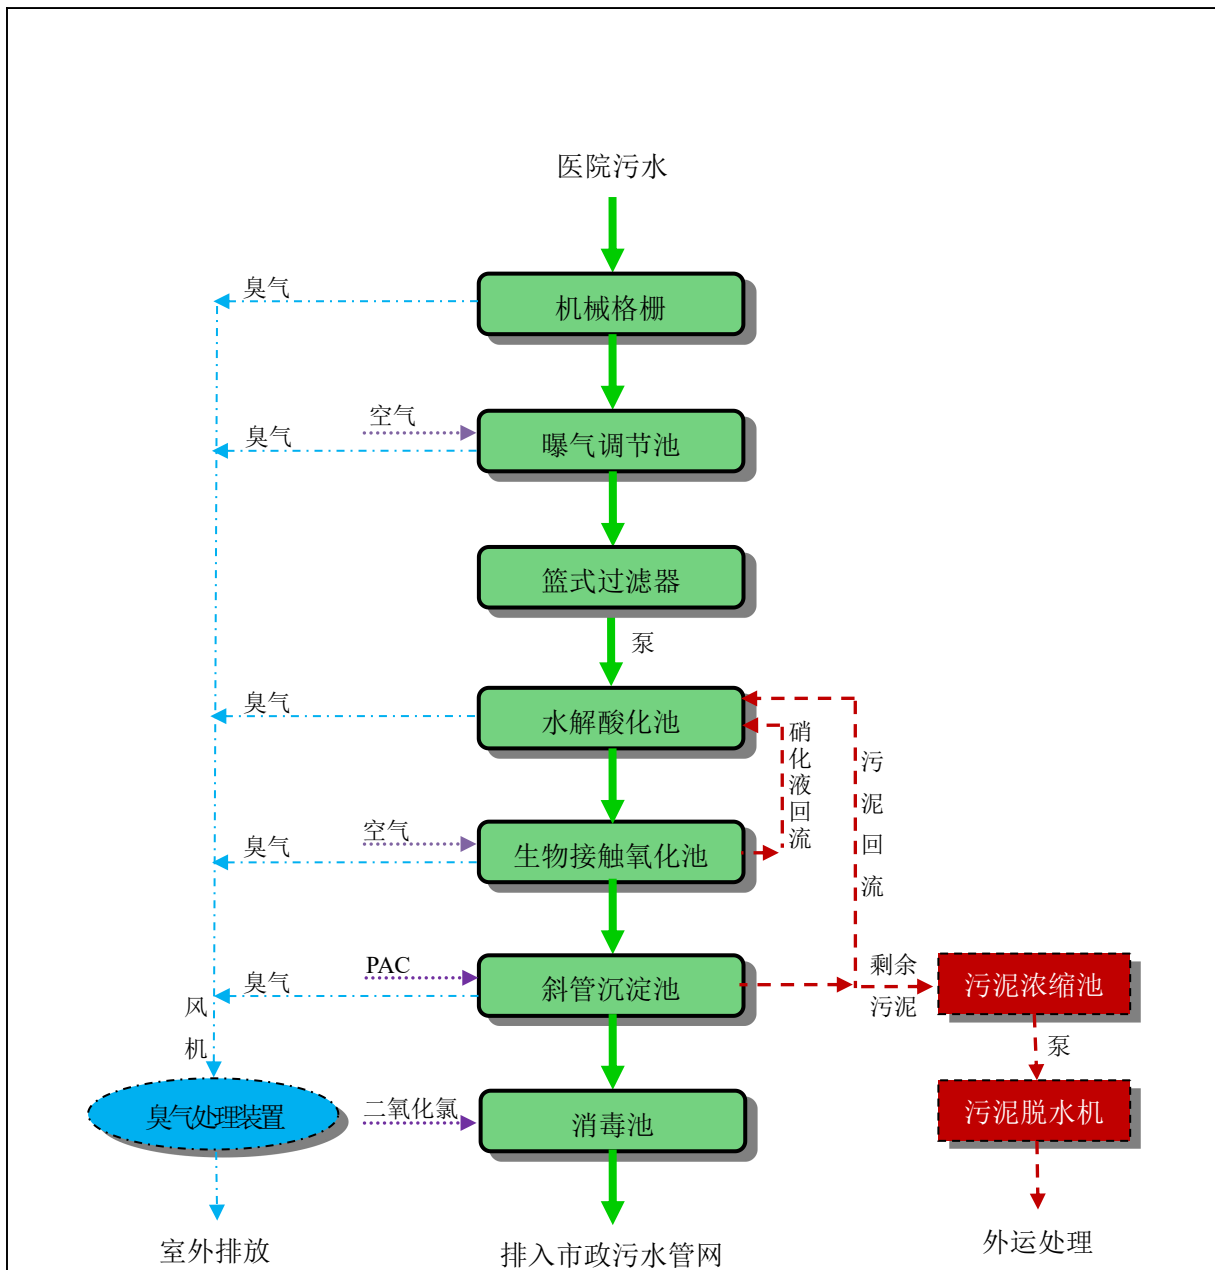 医院污水
臭气
机械格栅
空气
臭气
曝气调节池
篮式过滤器
泵
臭气
水解酸化池
硝化液回流
污泥回流
空气
臭气
生物接触氧化池
PAC
臭气
斜管沉淀池
剩余
污泥
污泥浓缩池
风机
泵
臭气处理装置
二氧化氯
消毒池
污泥脱水机
室外排放
排入市政污水管网
外运处理